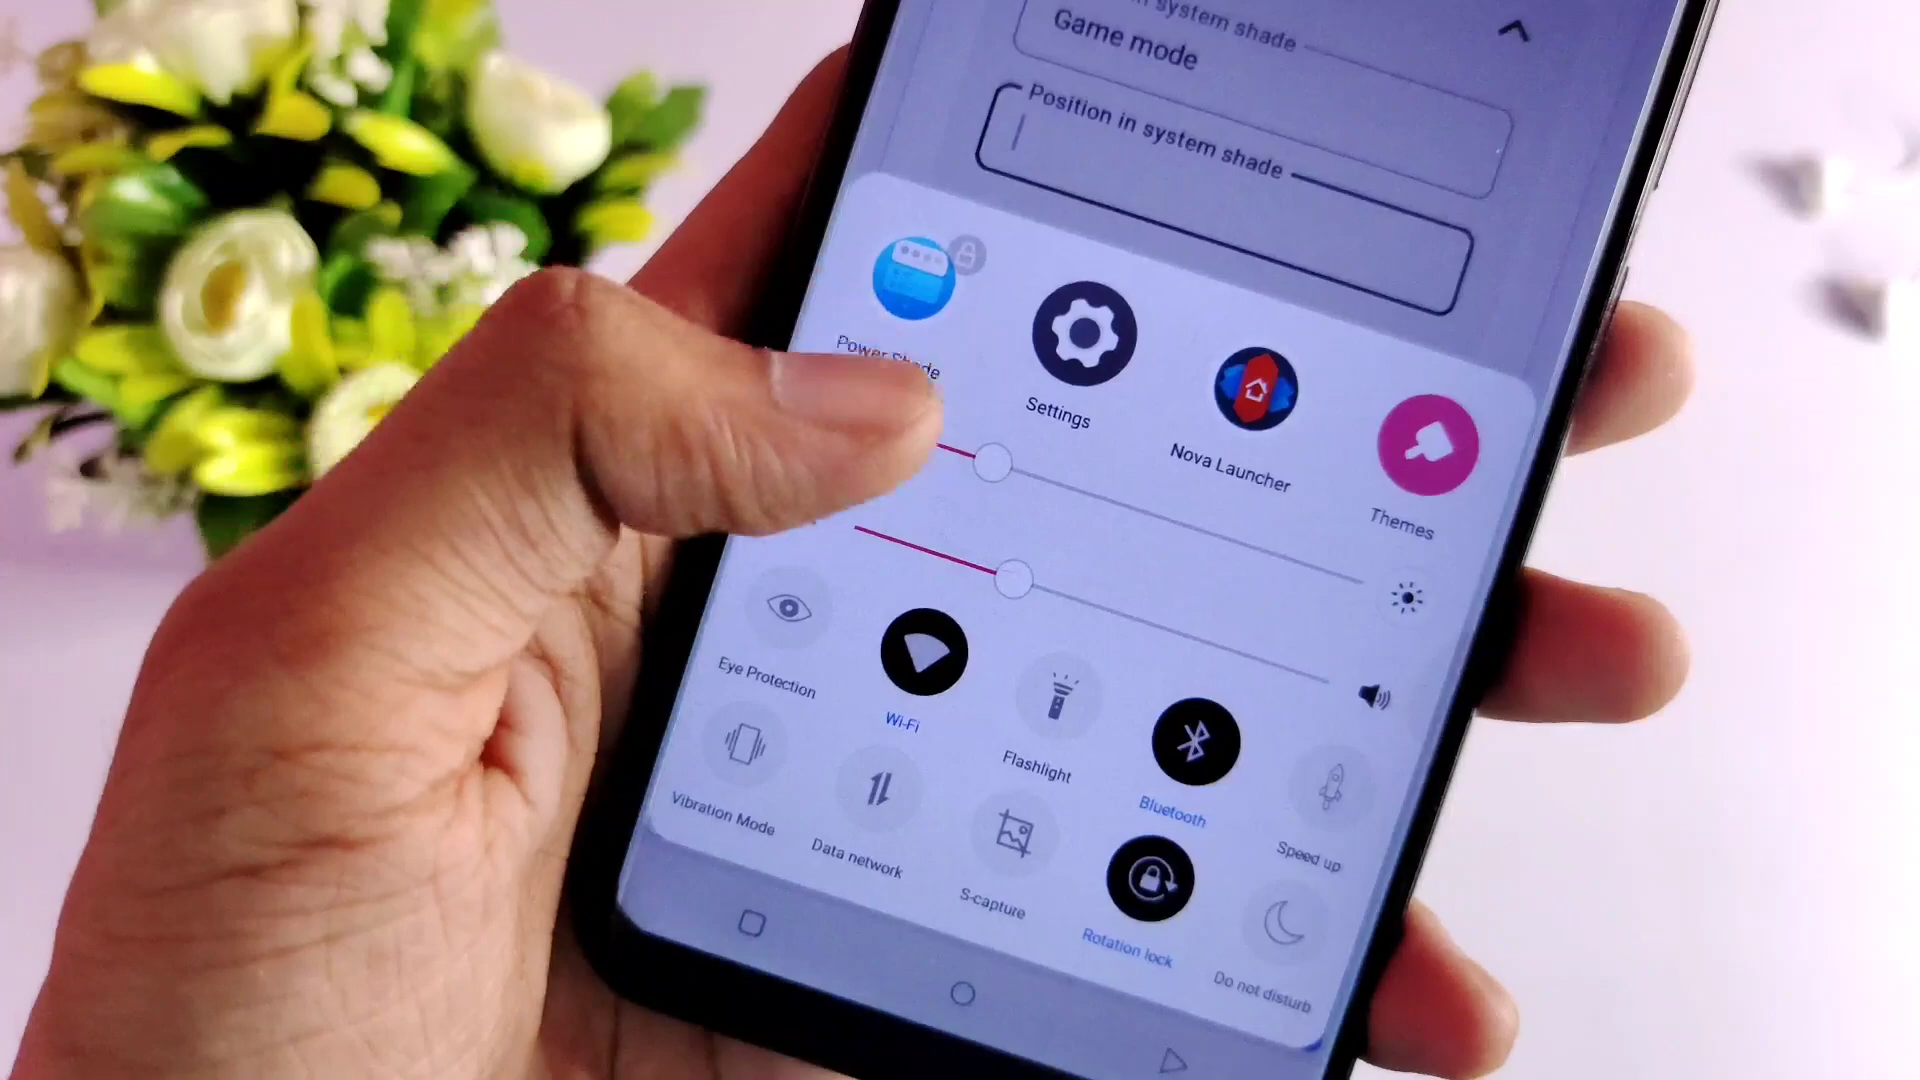 in system shade
Game mode
Position in system shade
Power Shade
Settings
Nova Launcher
Themes
Eye Protection
Wi-Fi
Flashlight
Bluetooth
Speed up
Vibration Mode
Data network
S-capture
Rotation lock
Do not disturb